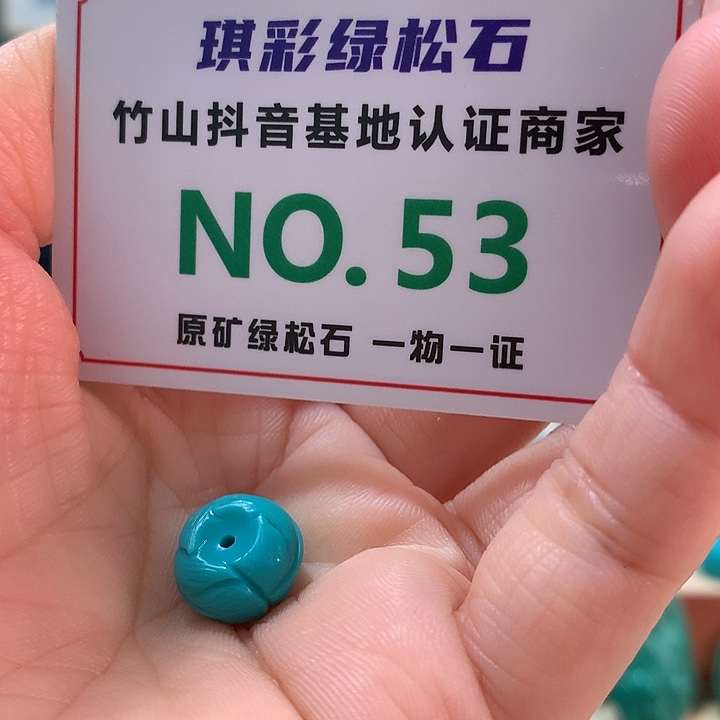 琪彩绿松石
竹山抖音基地认证商家
NO.53
原矿绿松石 一物一证